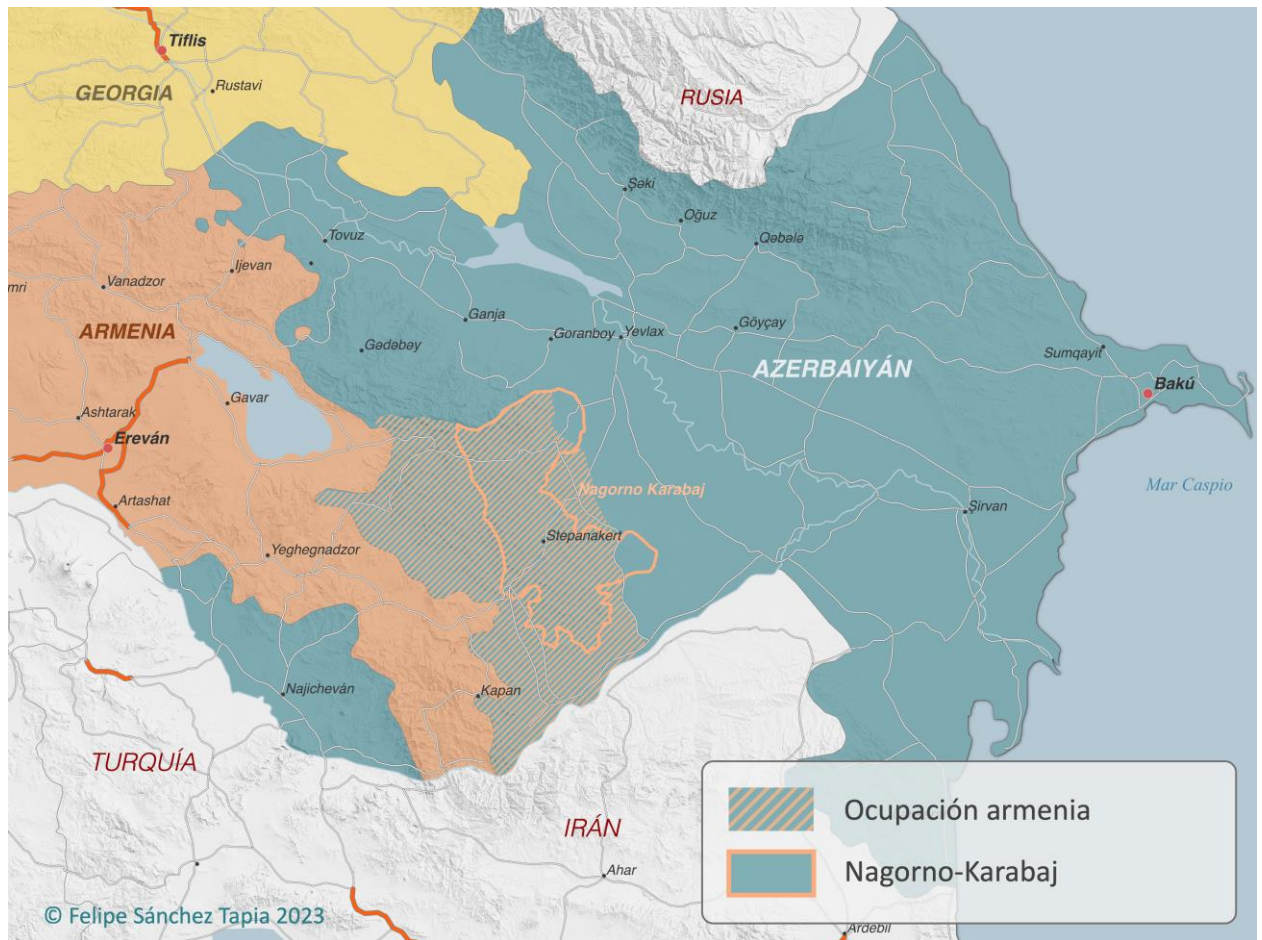 Tiflis
GEORGIA
Rustavi
RUSIA
Şəki
Oğuz
Qəbələ
Tovuz
Ijevan
Vanadzor
mri
ARMENIA
Ganja
Goranboy
Yevlax
Göyçay
Gədəbəy
AZERBAIYÁN
Sumqayit
Bakú
Gavar
Ashtarak
Ereván
Artashat
Nagorno Karabaj
Mar Caspio
Şirvan
Stepanakert
Yeghegnadzor
Najicheván
Kapan
TURQUÍA
IRÁN
Ahar
Ardebil
Ocupación armenia
Nagorno-Karabaj
© Felipe Sánchez Tapia 2023